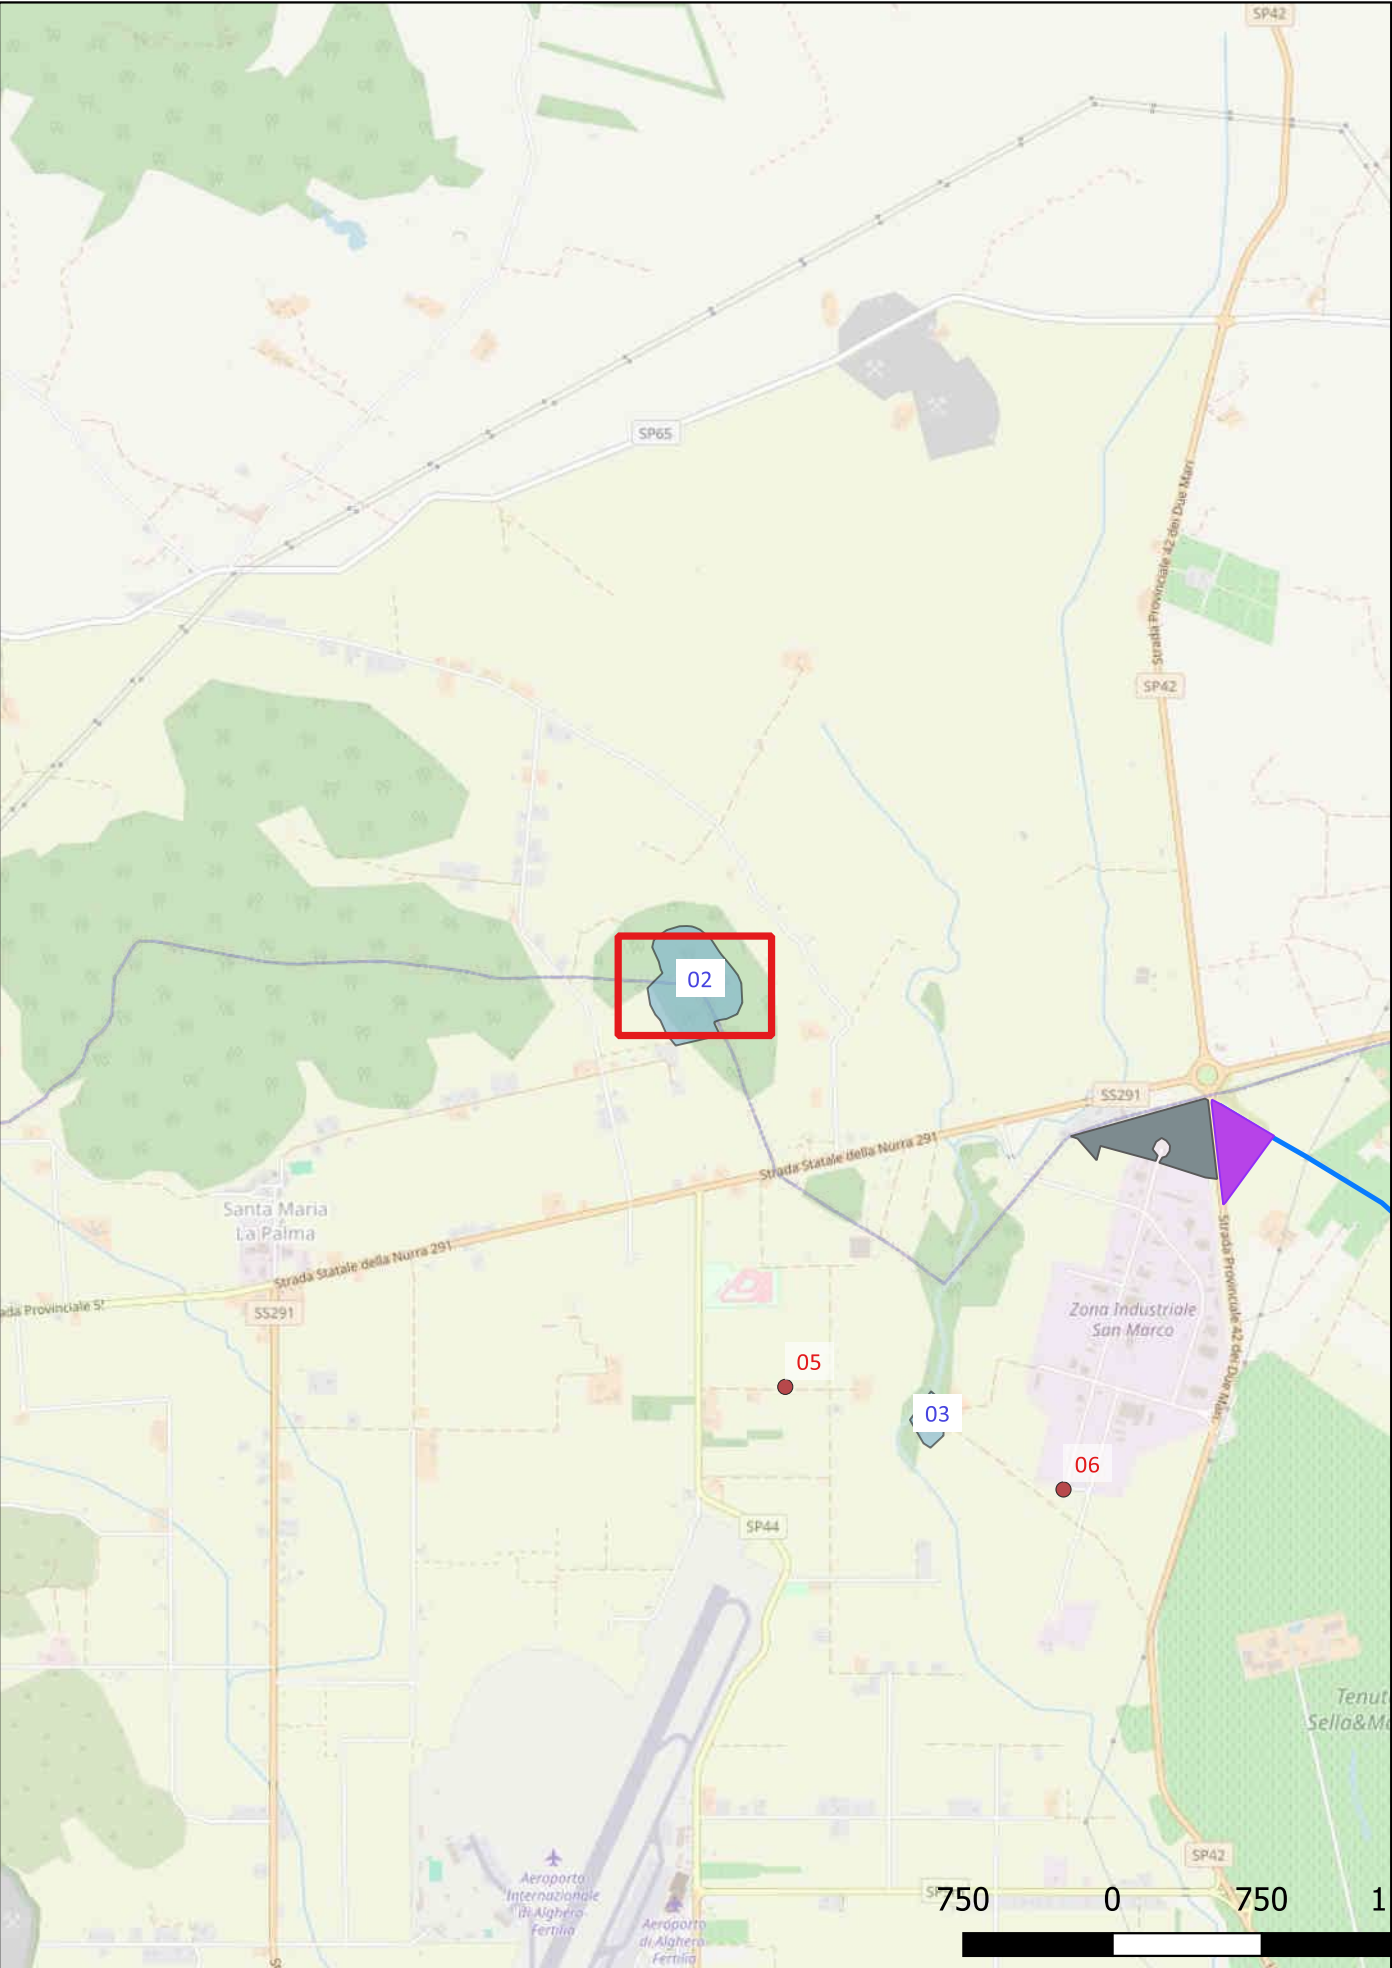 SP42
SP65
Strada Provinciale 42 dei Due Mari
SP42
02
SS291
Strada Statale della Nurra 291
Santa Maria
La Palma
Strada Statale della Nurra 291
ada Provinciale 5
SS291
Zona Industriale
San Marco
Strada Provinciale 42 dei Due Mari
05
03
06
SP44
Tenut
Sella&M
SP42
Aeroporto
Internazionale
di Alghero
Fertilia
Aeroporto
di Alghero
Fertilia
750
0
750
1